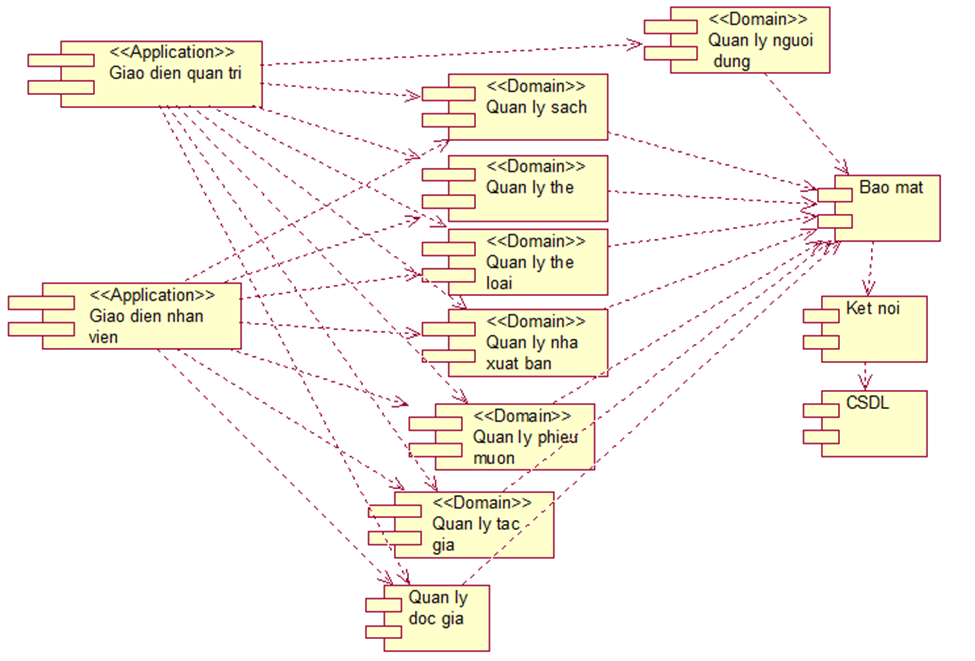 <<Application>>
Giao dien quan tri
<<Domain>>
Quan ly nguoi
dung
<<Domain>>
Quan ly sach
<<Domain>>
Quan ly the
<<Domain>>
Quan ly the
loai
<<Application>>
Giao dien nhan
vien
<<Domain>>
Quan ly nha
xuat ban
<<Domain>>
Quan ly phieu
muon
<<Domain>>
Quan ly tac
gia
Quan ly
doc gia
Bao mat
Ket noi
CSDL